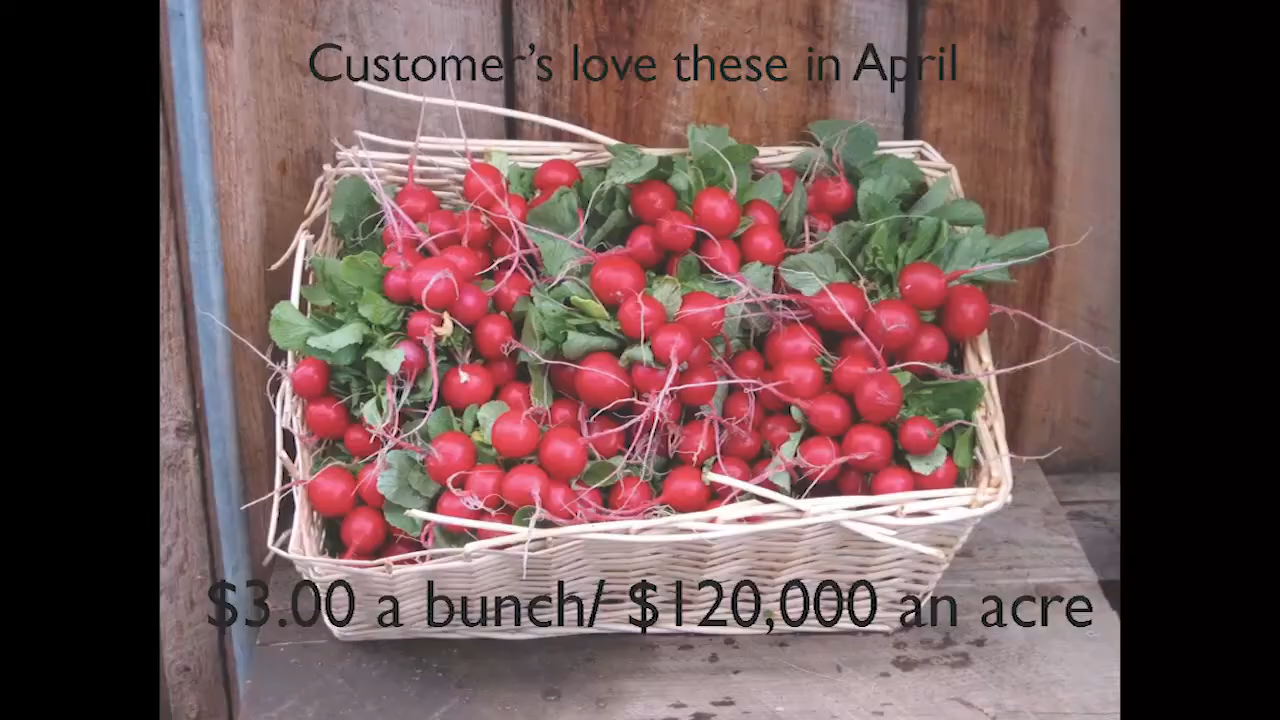 Customer's love these in April
$3.00 a bunch/ $120,000 an acre